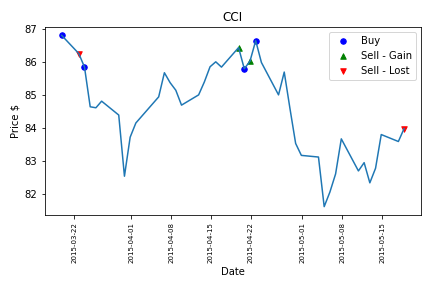 CCI
Buy
Sell - Gain
Sell - Lost
Price $
87
86
85
84
83
82
2015-03-22
2015-04-01
2015-04-08
2015-04-15
2015-04-22
2015-05-01
2015-05-08
2015-05-15
Date